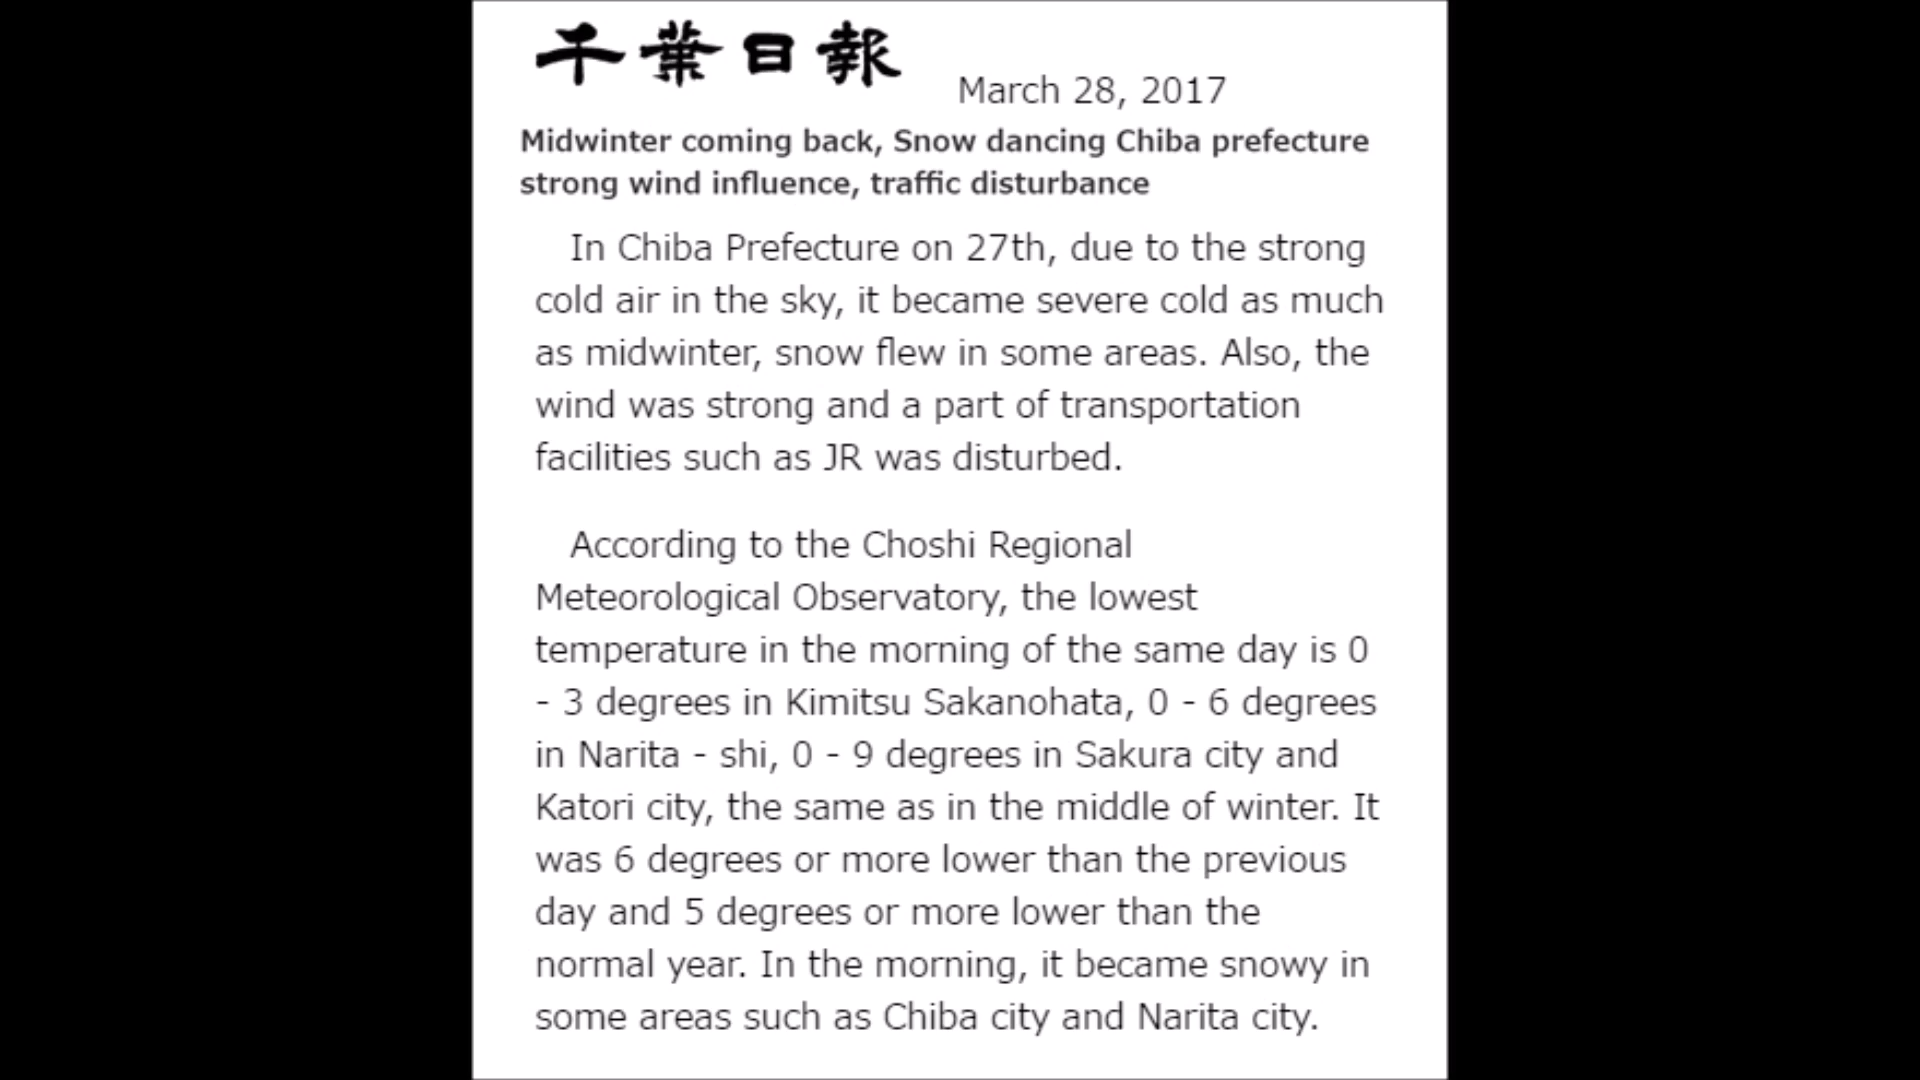 千葉日報
March 28, 2017
Midwinter coming back, Snow dancing Chiba prefecture
strong wind influence, traffic disturbance
In Chiba Prefecture on 27th, due to the strong
cold air in the sky, it became severe cold as much
as midwinter, snow flew in some areas. Also, the
wind was strong and a part of transportation
facilities such as JR was disturbed.
According to the Choshi Regional
Meteorological Observatory, the lowest
temperature in the morning of the same day is 0
- 3 degrees in Kimitsu Sakanohata, 0 - 6 degrees
in Narita - shi, 0 - 9 degrees in Sakura city and
Katori city, the same as in the middle of winter. It
was 6 degrees or more lower than the previous
day and 5 degrees or more lower than the
normal year. In the morning, it became snowy in
some areas such as Chiba city and Narita city.